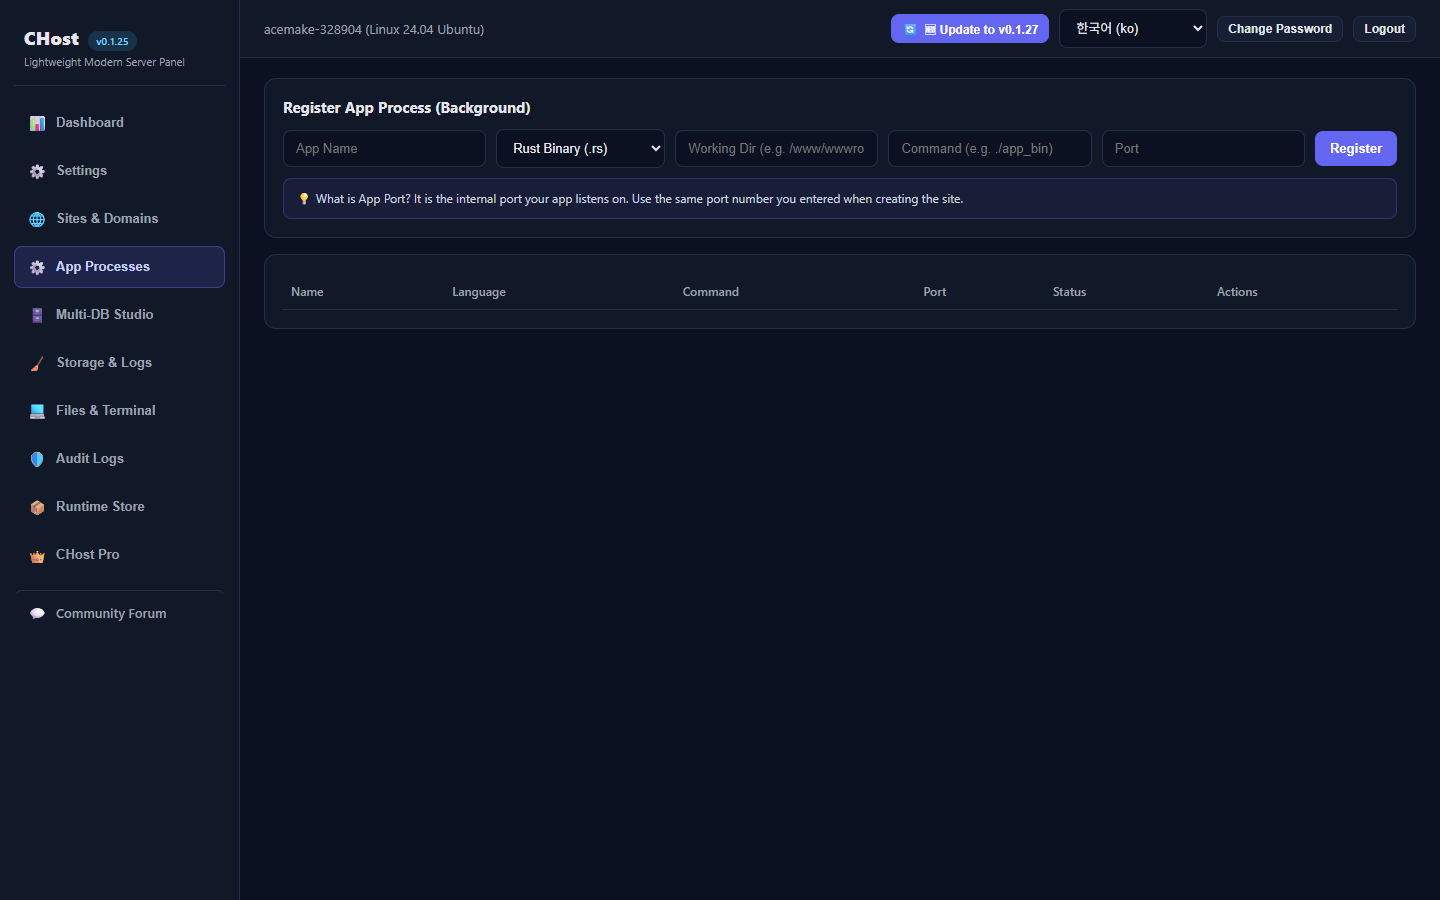 CHost v0.1.25
Lightweight Modern Server Panel
Dashboard
Settings
Sites & Domains
App Processes
Multi-DB Studio
Storage & Logs
Files & Terminal
Audit Logs
Runtime Store
CHost Pro
Community Forum
acemake-328904 (Linux 24.04 Ubuntu)
🔄 🆕 Update to v0.1.27
한국어 (ko)
Change Password
Logout
Register App Process (Background)
App Name
Rust Binary (.rs)
Working Dir (e.g. /www/wwwro
Command (e.g. ./app_bin)
Port
Register
💡 What is App Port? It is the internal port your app listens on. Use the same port number you entered when creating the site.
Name Language Command Port Status Actions